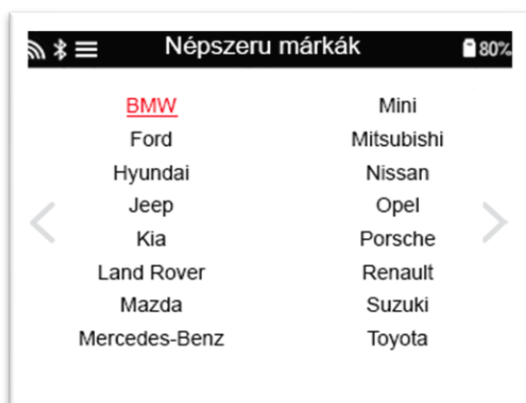 Népszeru márkák
80%
BMW
Ford
Hyundai
Jeep
Kia
Land Rover
Mazda
Mercedes-Benz
Mini
Mitsubishi
Nissan
Opel
Porsche
Renault
Suzuki
Toyota